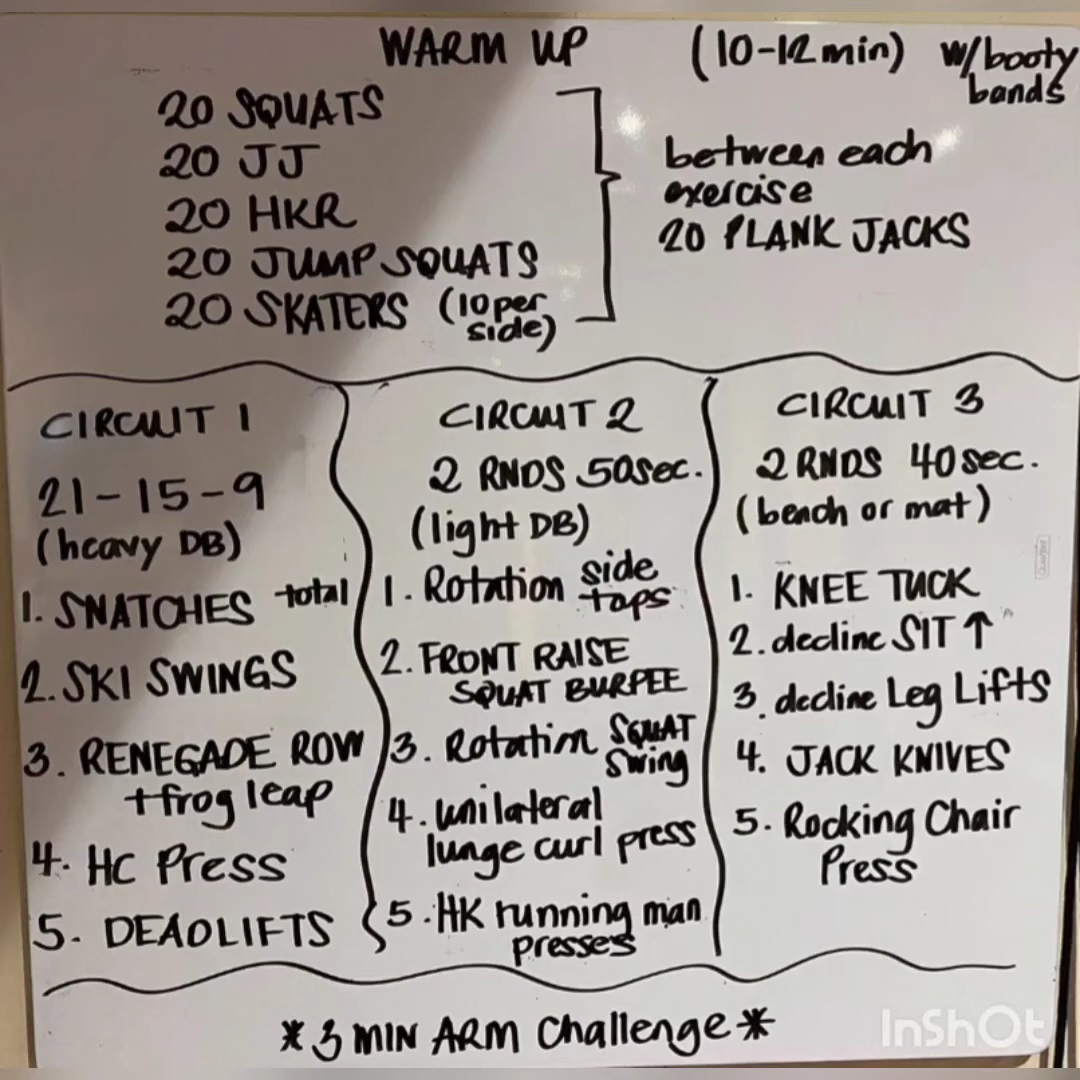 WARM UP (10-12 min) w/booty bands
20 SQUATS
20 JJ
20 HKR
20 JUMP SQUATS
20 SKATERS (10 per side)
between each
exercise
20 PLANK JACKS
CIRCUIT 1
21-15-9
(heavy DB)
1. SNATCHES total
2. SKI SWINGS
3. RENEGADE ROW
+frog leap
4. HC Press
5. DEADLIFTS
CIRCUIT 2
2 RNDS 50sec.
(light DB)
1. Rotation side taps
2. FRONT RAISE
SQUAT BURPEE
3. Rotation SQUAT swing
4. unilateral
lunge curl press
5. HK running man
presses
CIRCUIT 3
2 RNDS 40sec.
(bench or mat)
1. KNEE TUCK
2. decline SIT ↑
3. decline Leg Lifts
4. JACK KNIVES
5. Rocking Chair
Press
*3 MIN ARM Challenge*
InShOt